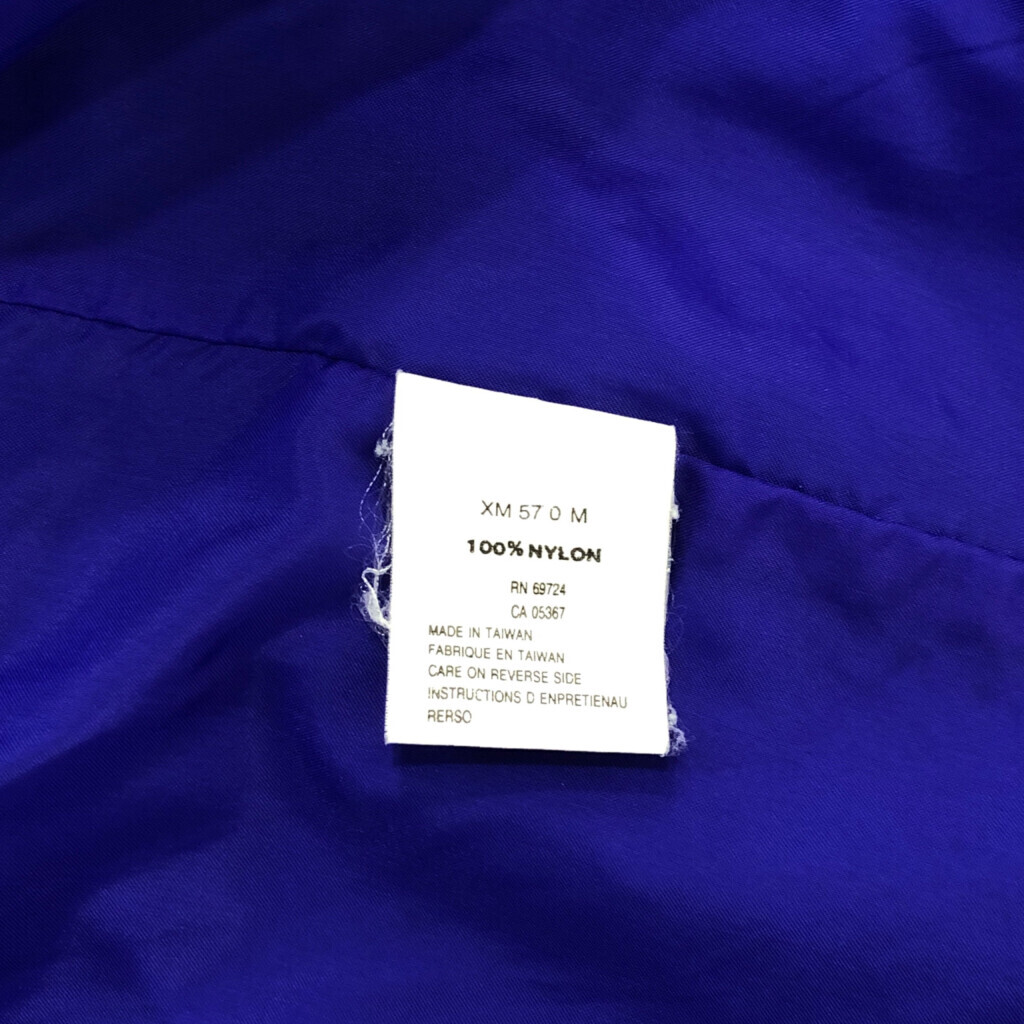 XM 57 0 M
100% NYLON
RN 69724
CA 05367
MADE IN TAIWAN
FABRIQUE EN TAIWAN
CARE ON REVERSE SIDE
INSTRUCTIONS D ENPRETIENAU
RERSO